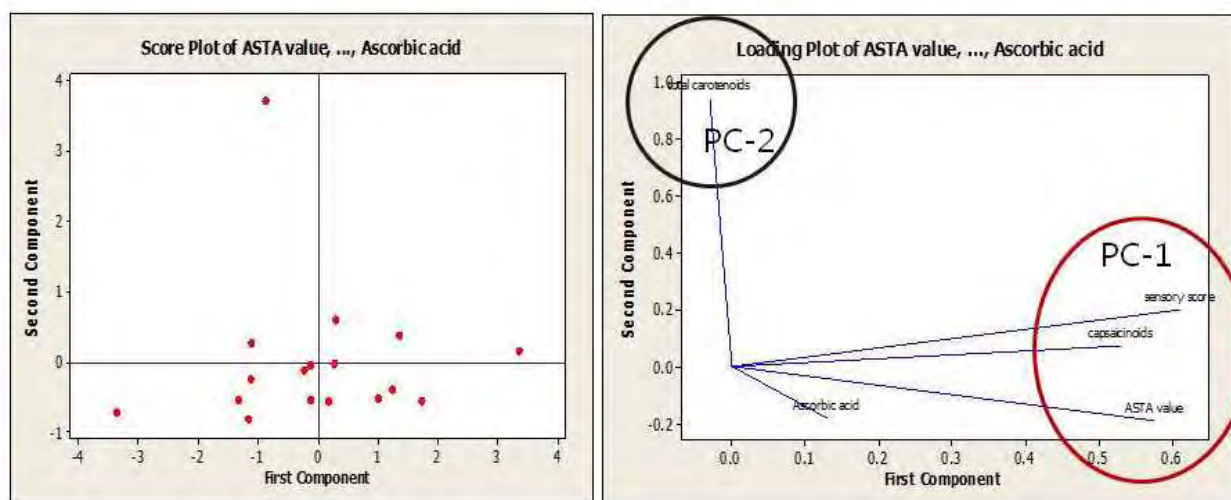 Score Plot of ASTA value, ..., Ascorbic acid
Second Component
4
3
2
1
0
-1
-4 -3 -2 -1 0 1 2 3 4
First Component
Loading Plot of ASTA value, ..., Ascorbic acid
Second Component
1.0
0.8
0.6
0.4
0.2
0.0
-0.2
total carotenoids
PC-2
PC-1
sensory score
capsaicinoids
Ascorbic acid
ASTA value
0.0 0.1 0.2 0.3 0.4 0.5 0.6
First Component